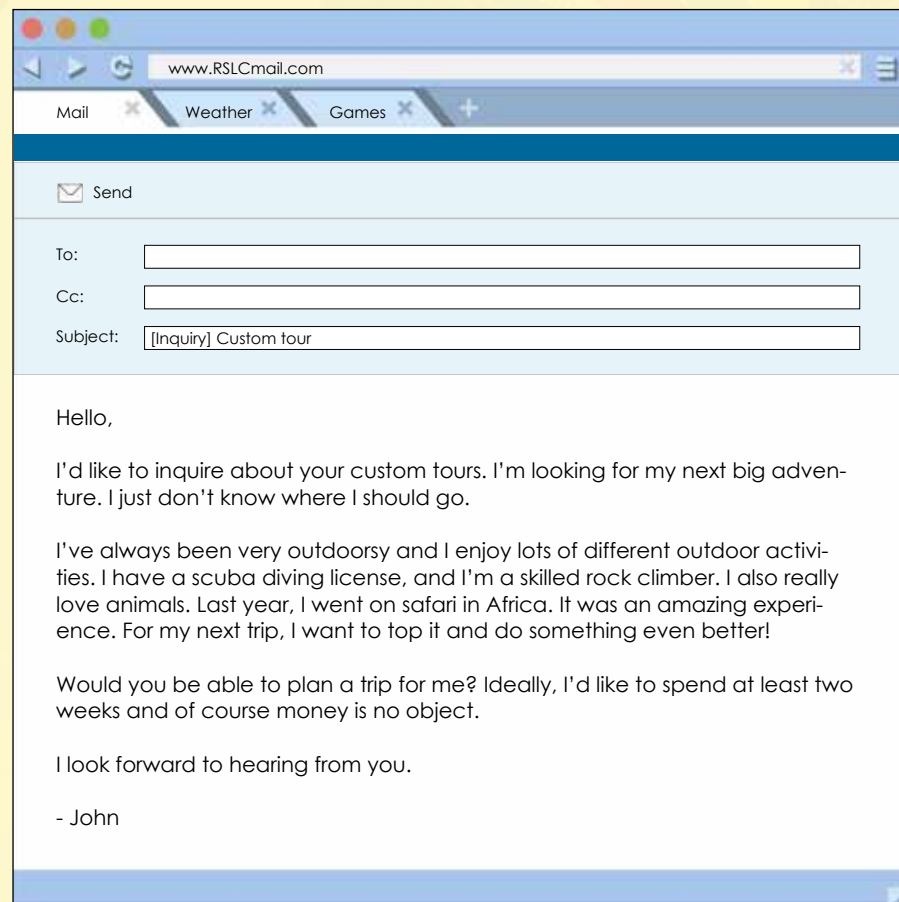 www.RSLCmail.com
Mail Weather Games
Send
To:
Cc:
Subject: [Inquiry] Custom tour
Hello,
I’d like to inquire about your custom tours. I’m looking for my next big adven-
ture. I just don’t know where I should go.
I’ve always been very outdoorsy and I enjoy lots of different outdoor activi-
ties. I have a scuba diving license, and I’m a skilled rock climber. I also really
love animals. Last year, I went on safari in Africa. It was an amazing experi-
ence. For my next trip, I want to top it and do something even better!
Would you be able to plan a trip for me? Ideally, I’d like to spend at least two
weeks and of course money is no object.
I look forward to hearing from you.
- John